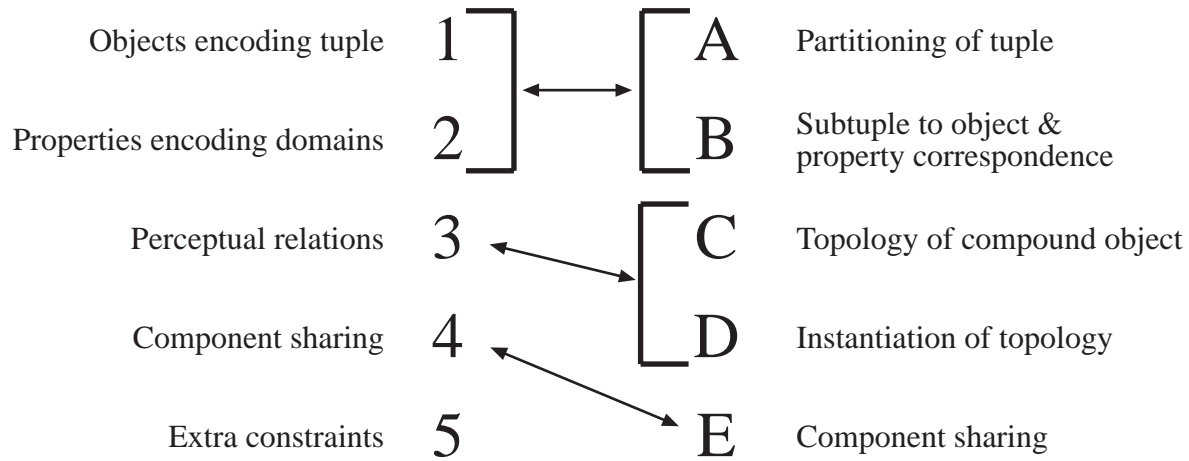 Objects encoding tuple 1 A Partitioning of tuple
Properties encoding domains 2 B Subtuple to object &
property correspondence
Perceptual relations 3 C Topology of compound object
Component sharing 4 D Instantiation of topology
Extra constraints 5 E Component sharing